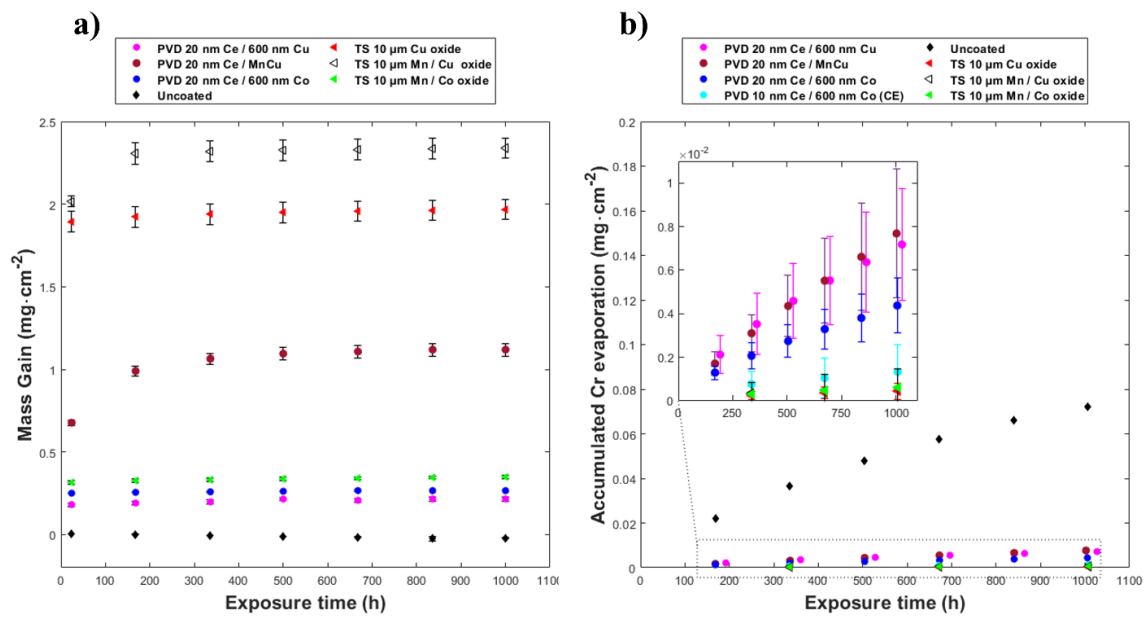 a)
PVD 20 nm Ce / 600 nm Cu
PVD 20 nm Ce / MnCu
PVD 20 nm Ce / 600 nm Co
Uncoated
TS 10 µm Cu oxide
TS 10 µm Mn / Cu oxide
TS 10 µm Mn / Co oxide
Mass Gain (mg·cm-2)
2.5
2
1.5
1
0.5
0
0 100 200 300 400 500 600 700 800 900 1000 1100
Exposure time (h)
b)
PVD 20 nm Ce / 600 nm Cu
PVD 20 nm Ce / MnCu
PVD 20 nm Ce / 600 nm Co
PVD 10 nm Ce / 600 nm Co (CE)
Uncoated
TS 10 µm Cu oxide
TS 10 µm Mn / Cu oxide
TS 10 µm Mn / Co oxide
Accumulated Cr evaporation (mg·cm-2)
0.2
0.18
0.16
0.14
0.12
0.1
0.08
0.06
0.04
0.02
0
×10-2
1
0.8
0.6
0.4
0.2
0
0 250 500 750 1000
0 100 200 300 400 500 600 700 800 900 1000 1100
Exposure time (h)